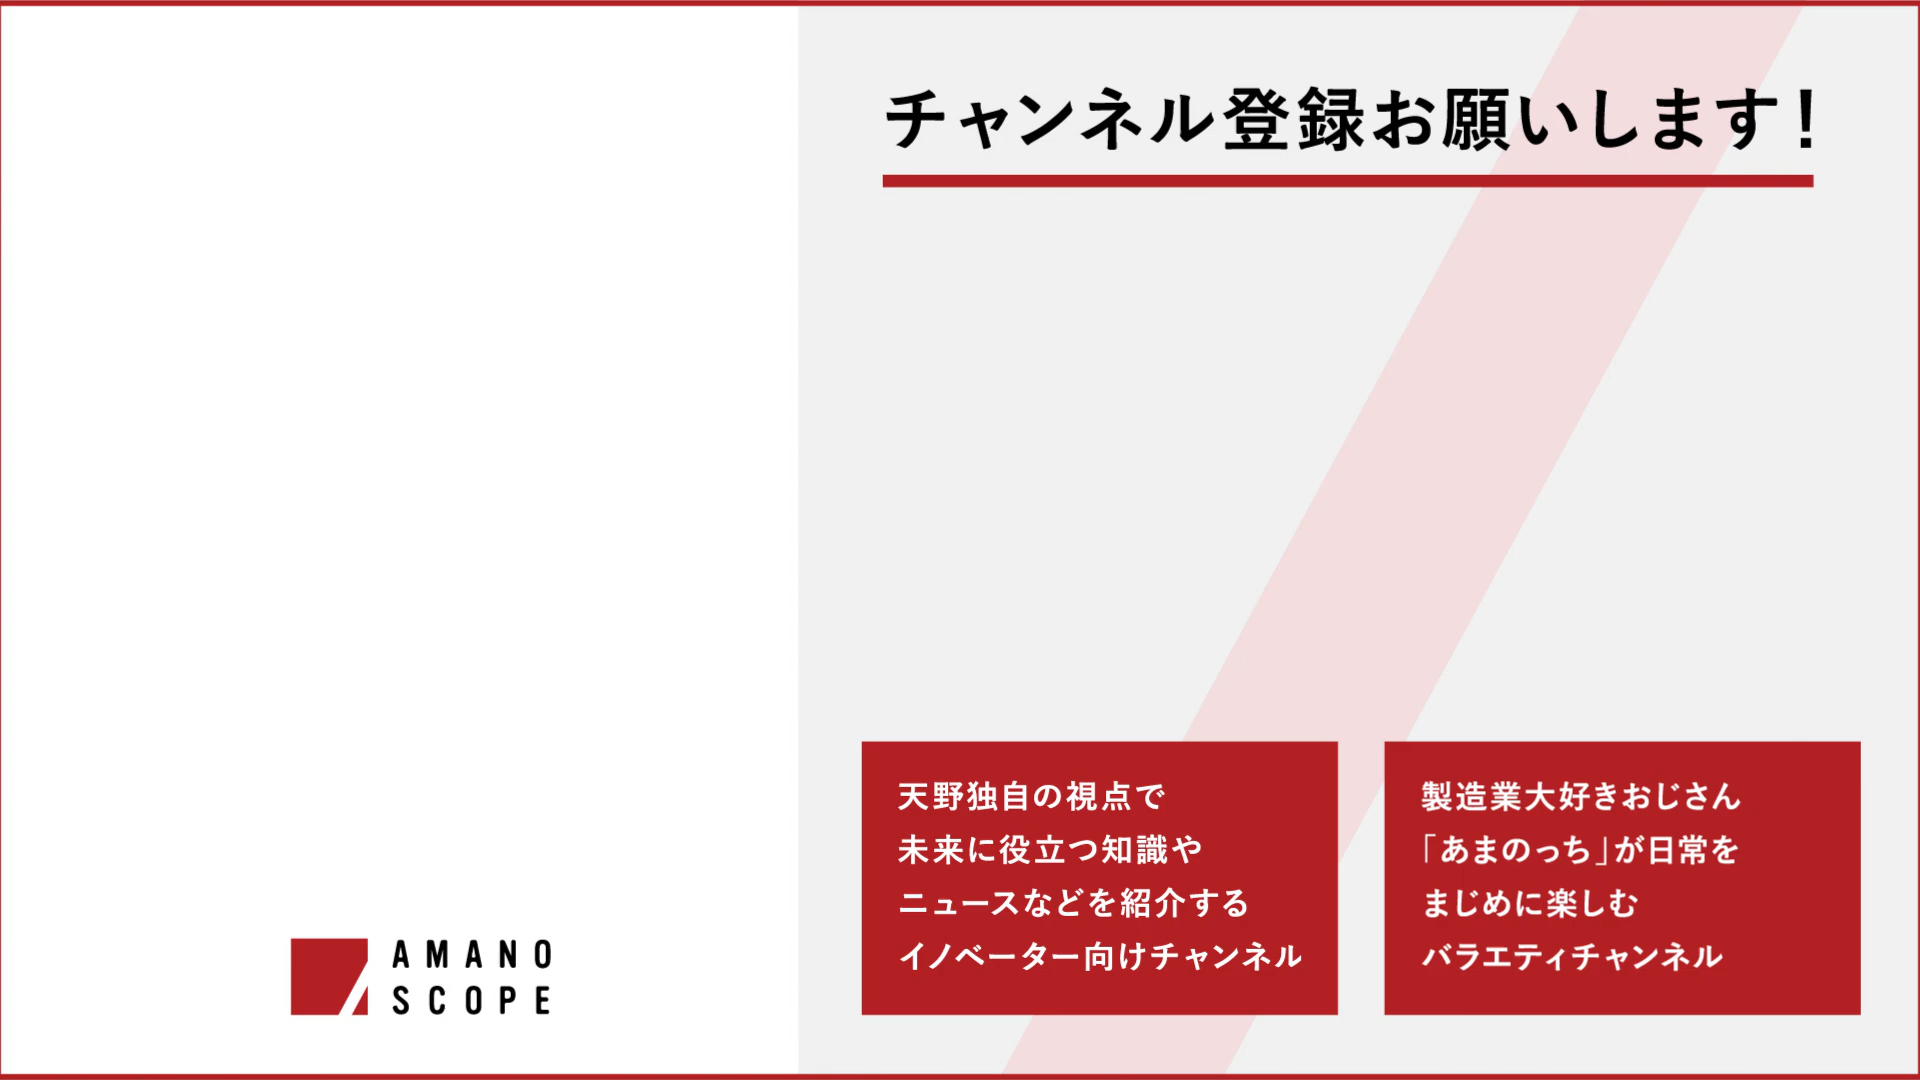 チャンネル登録お願いします！
天野独自の視点で
未来に役立つ知識や
ニュースなどを紹介する
イノベーター向けチャンネル
製造業大好きおじさん
「あまのっち」が日常を
まじめに楽しむ
バラエティチャンネル
AMANO
SCOPE